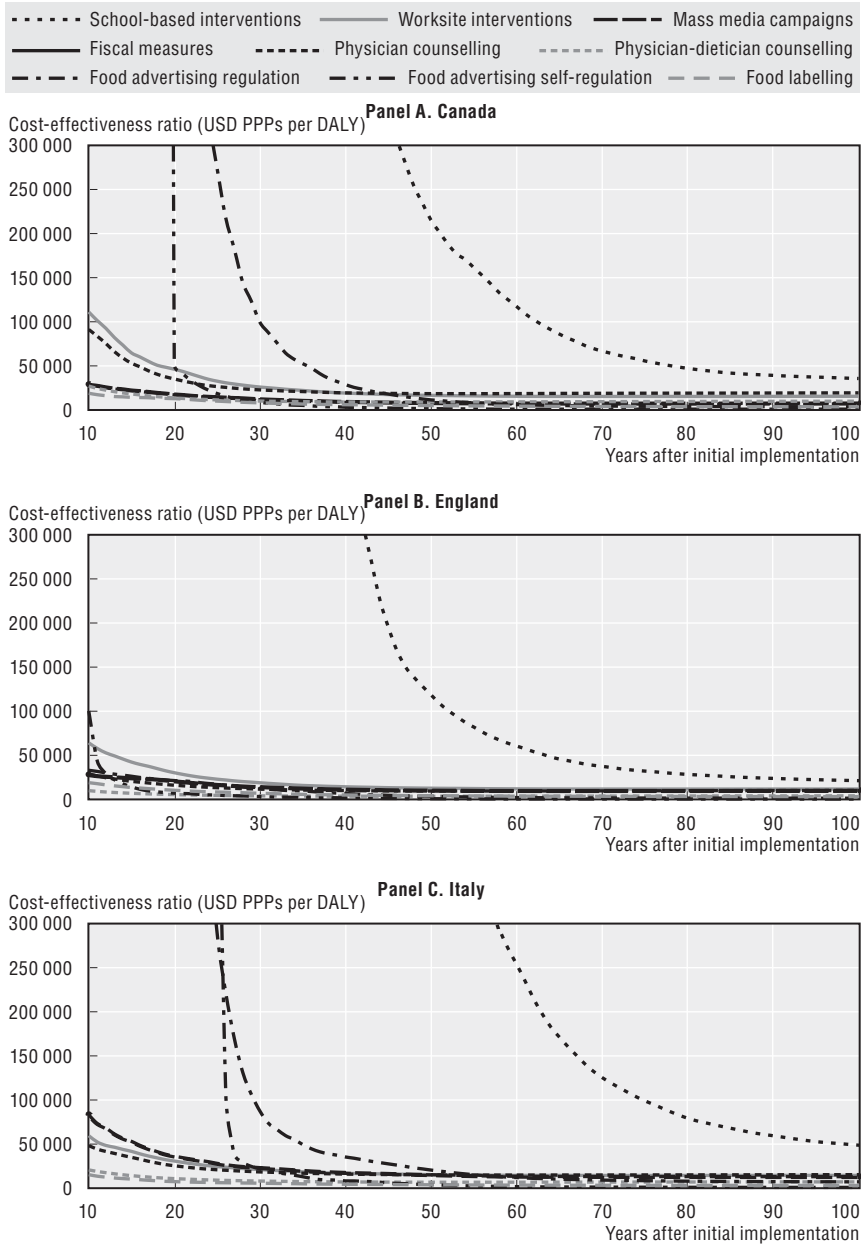 School-based interventions Worksite interventions Mass media campaigns
Fiscal measures Physician counselling Physician-dietician counselling
Food advertising regulation Food advertising self-regulation Food labelling
Panel A. Canada
Cost-effectiveness ratio (USD PPPs per DALY)
300 000
250 000
200 000
150 000
100 000
50 000
0
10 20 30 40 50 60 70 80 90 100
Years after initial implementation
Panel B. England
Cost-effectiveness ratio (USD PPPs per DALY)
300 000
250 000
200 000
150 000
100 000
50 000
0
10 20 30 40 50 60 70 80 90 100
Years after initial implementation
Panel C. Italy
Cost-effectiveness ratio (USD PPPs per DALY)
300 000
250 000
200 000
150 000
100 000
50 000
0
10 20 30 40 50 60 70 80 90 100
Years after initial implementation